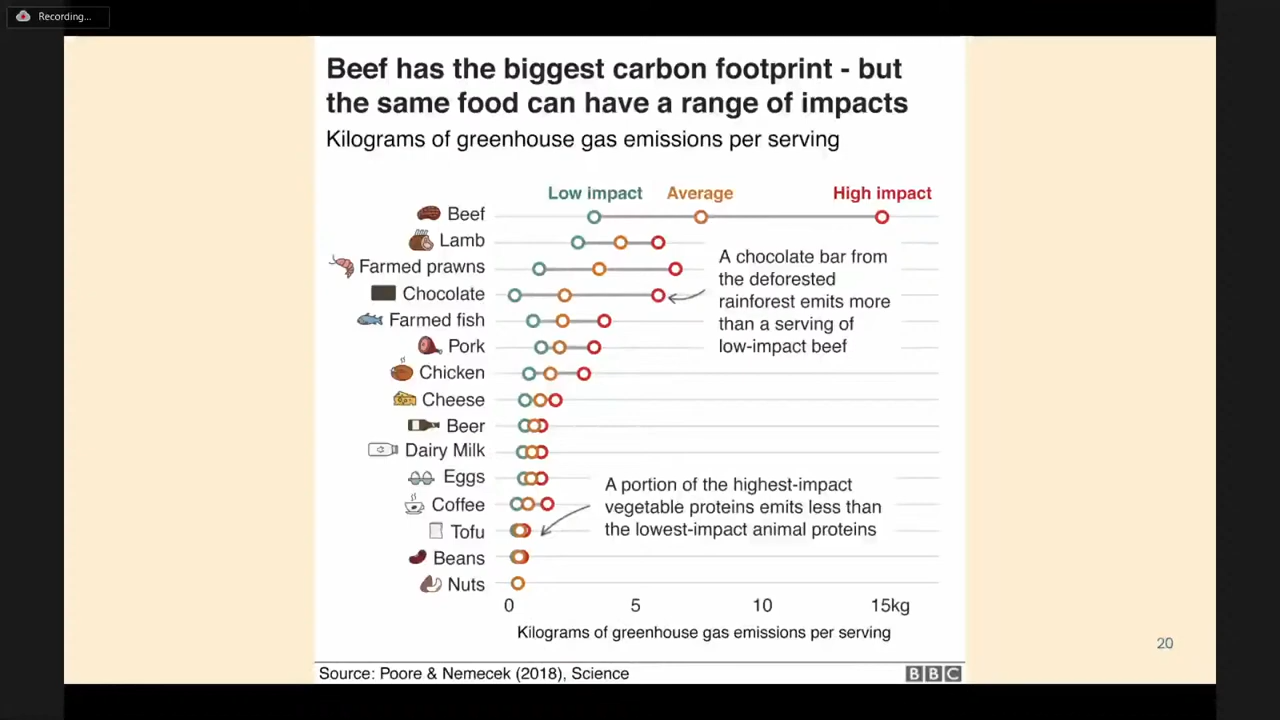 Recording...
Beef has the biggest carbon footprint - but
the same food can have a range of impacts
Kilograms of greenhouse gas emissions per serving
Low impact Average High impact
Beef
Lamb
Farmed prawns
Chocolate
Farmed fish
Pork
Chicken
Cheese
Beer
Dairy Milk
Eggs
Coffee
Tofu
Beans
Nuts
A chocolate bar from
the deforested
rainforest emits more
than a serving of
low-impact beef
A portion of the highest-impact
vegetable proteins emits less than
the lowest-impact animal proteins
0 5 10 15kg
Kilograms of greenhouse gas emissions per serving
20
Source: Poore & Nemecek (2018), Science
BBC